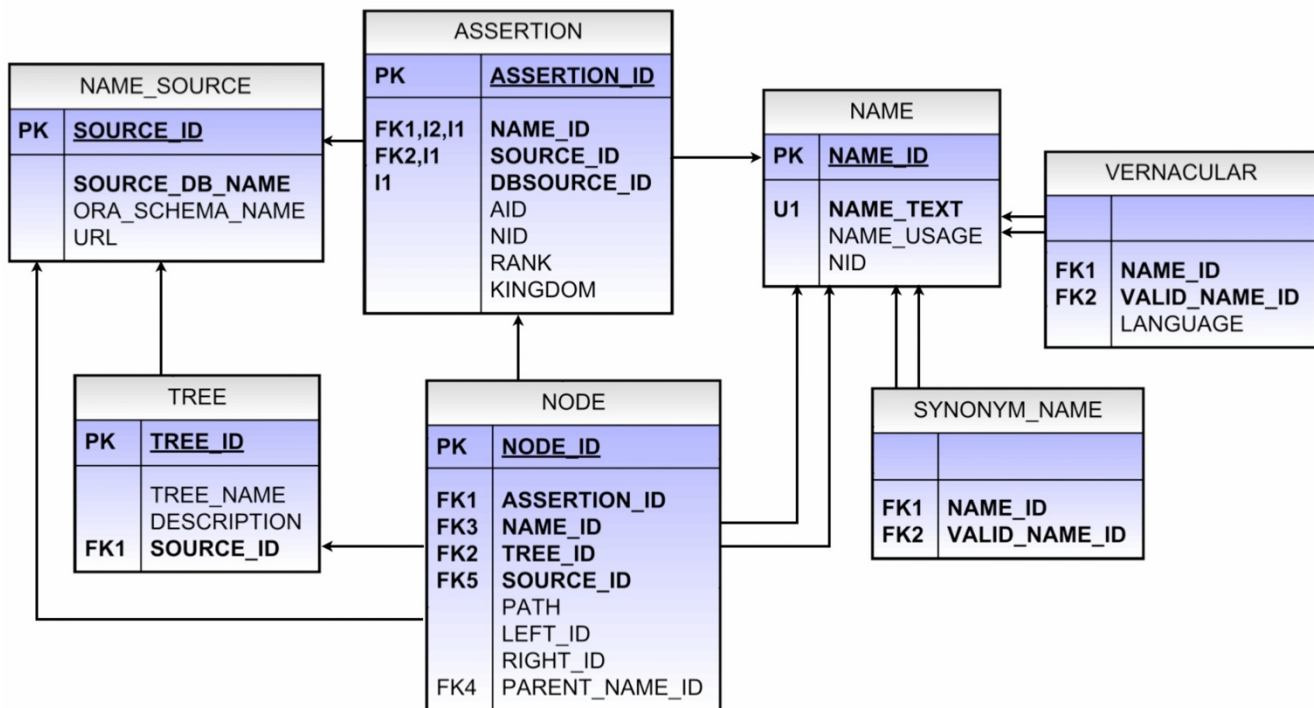 ASSERTION
PK ASSERTION_ID
FK1,I2,I1 NAME_ID
FK2,I1 SOURCE_ID
I1 DBSOURCE_ID
AID
NID
RANK
KINGDOM
NAME_SOURCE
PK SOURCE_ID
SOURCE_DB_NAME
ORA_SCHEMA_NAME
URL
NAME
PK NAME_ID
U1 NAME_TEXT
NAME_USAGE
NID
VERNACULAR
FK1 NAME_ID
FK2 VALID_NAME_ID
LANGUAGE
TREE
PK TREE_ID
TREE_NAME
DESCRIPTION
FK1 SOURCE_ID
NODE
PK NODE_ID
FK1 ASSERTION_ID
FK3 NAME_ID
FK2 TREE_ID
FK5 SOURCE_ID
PATH
LEFT_ID
RIGHT_ID
FK4 PARENT_NAME_ID
SYNONYM_NAME
FK1 NAME_ID
FK2 VALID_NAME_ID